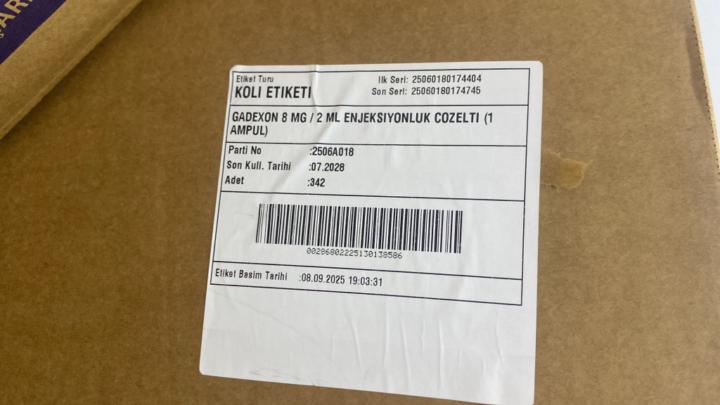 Etiket Turu
KOLI ETIKETI
Ilk Seri: 25060180174404
Son Seri: 25060180174745
GADEXON 8 MG / 2 ML ENJEKSIYONLUK COZELTI (1
AMPUL)
Parti No :2506A018
Son Kull. Tarihi :07.2028
Adet :342
00286802225130138586
Etiket Basim Tarihi :08.09.2025 19:03:31